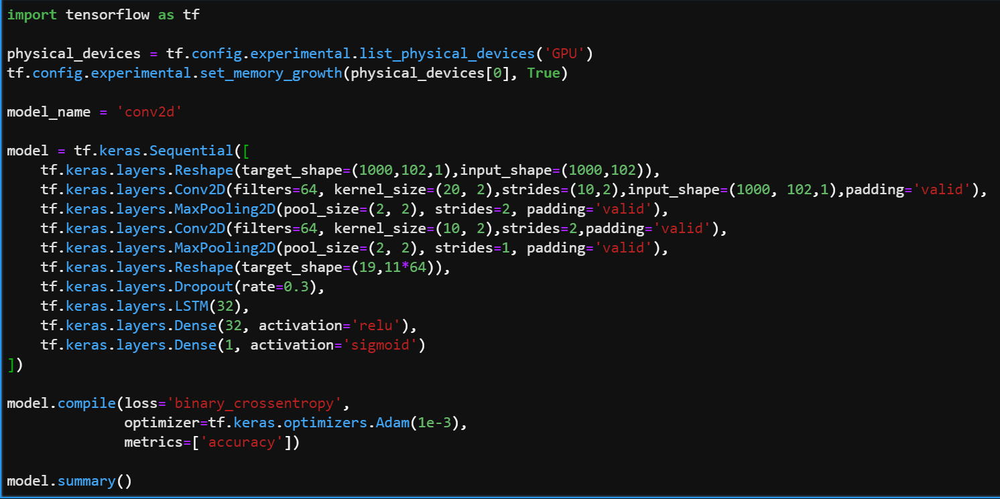 import tensorflow as tf
physical_devices = tf.config.experimental.list_physical_devices('GPU')
tf.config.experimental.set_memory_growth(physical_devices[0], True)
model_name = 'conv2d'
model = tf.keras.Sequential([
    tf.keras.layers.Reshape(target_shape=(1000,102,1),input_shape=(1000,102)),
    tf.keras.layers.Conv2D(filters=64, kernel_size=(20, 2),strides=(10,2),input_shape=(1000, 102,1),padding='valid'),
    tf.keras.layers.MaxPooling2D(pool_size=(2, 2), strides=2, padding='valid'),
    tf.keras.layers.Conv2D(filters=64, kernel_size=(10, 2),strides=2,padding='valid'),
    tf.keras.layers.MaxPooling2D(pool_size=(2, 2), strides=1, padding='valid'),
    tf.keras.layers.Reshape(target_shape=(19,11*64)),
    tf.keras.layers.Dropout(rate=0.3),
    tf.keras.layers.LSTM(32),
    tf.keras.layers.Dense(32, activation='relu'),
    tf.keras.layers.Dense(1, activation='sigmoid')
])
model.compile(loss='binary_crossentropy',
              optimizer=tf.keras.optimizers.Adam(1e-3),
              metrics=['accuracy'])
model.summary()